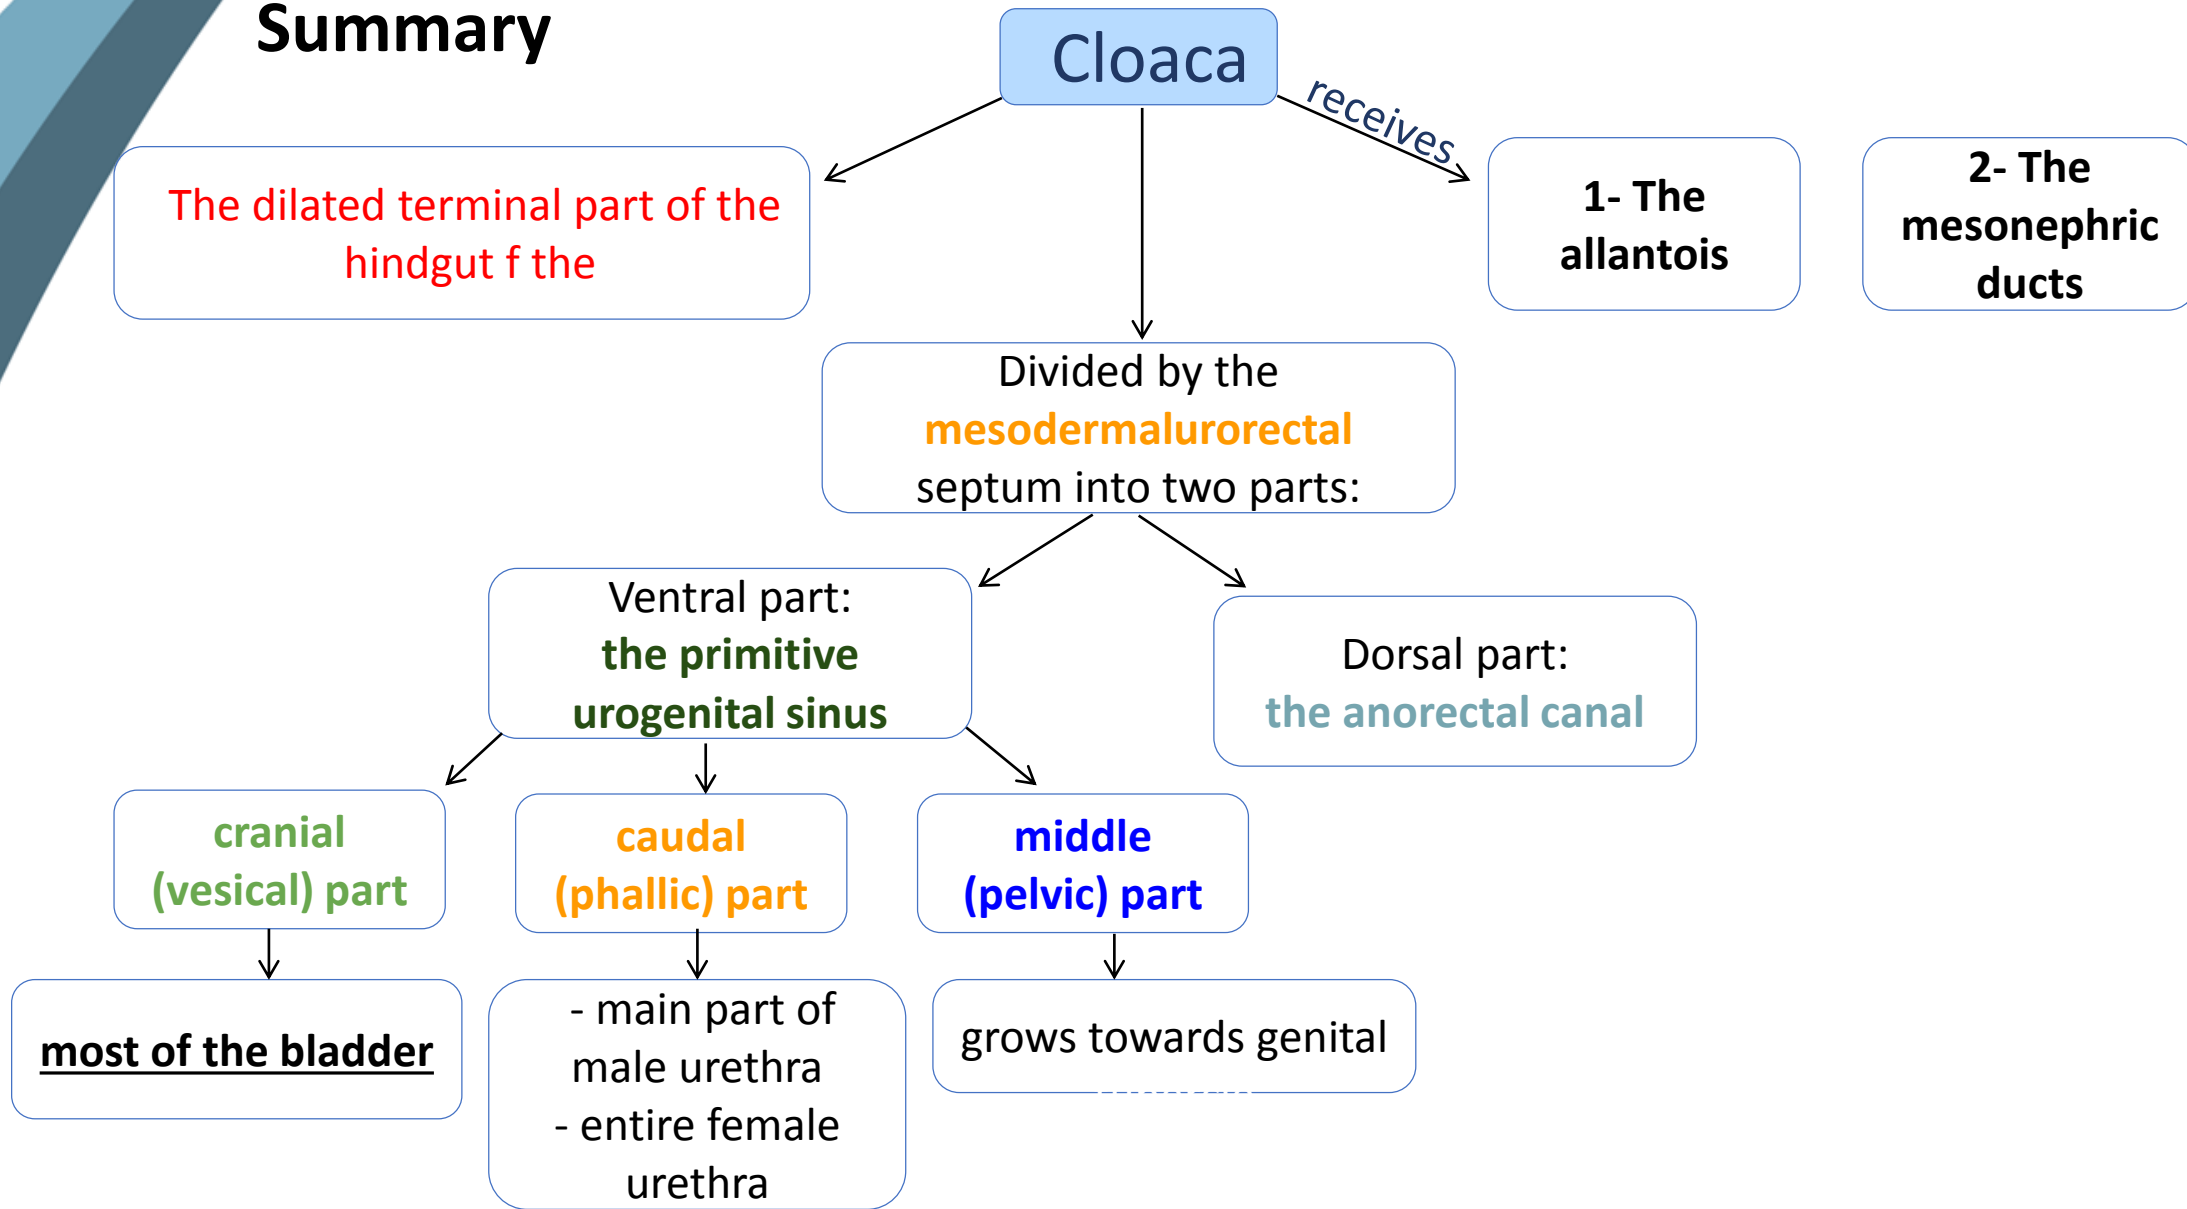 Summary
Cloaca
receives
The dilated terminal part of the
hindgut f the
1- The
allantois
2- The
mesonephric
ducts
Divided by the
mesodermalurorectal
septum into two parts:
Ventral part:
the primitive
urogenital sinus
Dorsal part:
the anorectal canal
cranial
(vesical) part
caudal
(phallic) part
middle
(pelvic) part
most of the bladder
- main part of
male urethra
- entire female
urethra
grows towards genital